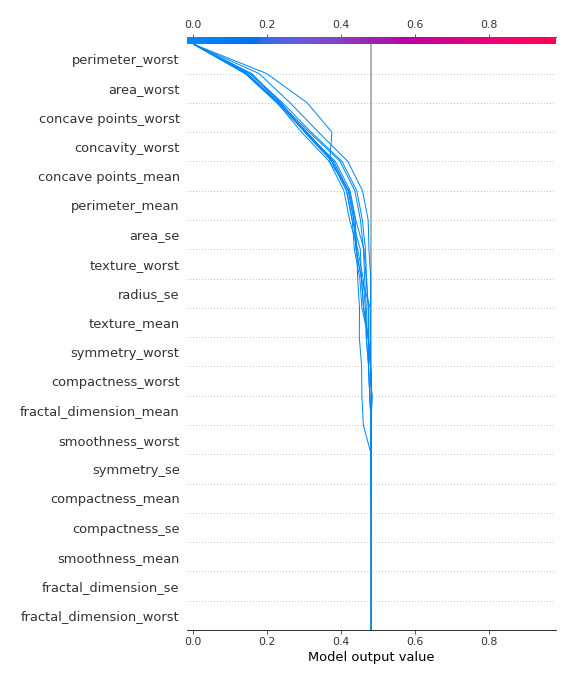 0.0 0.2 0.4 0.6 0.8
perimeter_worst
area_worst
concave points_worst
concavity_worst
concave points_mean
perimeter_mean
area_se
texture_worst
radius_se
texture_mean
symmetry_worst
compactness_worst
fractal_dimension_mean
smoothness_worst
symmetry_se
compactness_mean
compactness_se
smoothness_mean
fractal_dimension_se
fractal_dimension_worst
0.0 0.2 0.4 0.6 0.8
Model output value